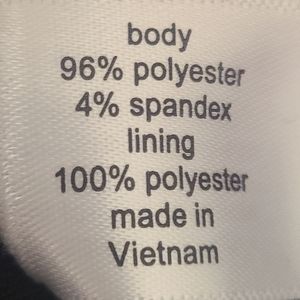 body
96% polyester
4% spandex
lining
100% polyester
made in
Vietnam